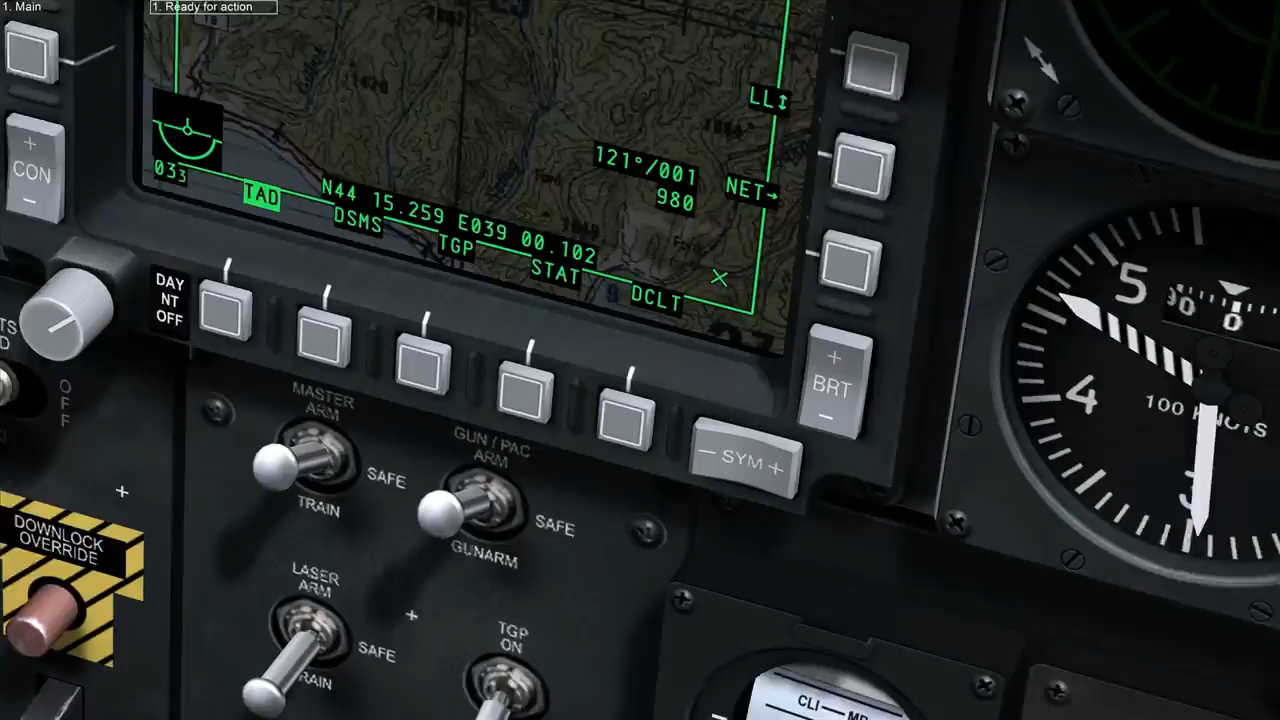 1. Main
1. Ready for action
LL↕
+
CON
−
033
121°/001
980
NET→
TAD
N44 15.259 E039 00.102
DSMS
TGP
STAT
DCLT
DAY
NT
OFF
O
F
F
+
BRT
−
− SYM +
MASTER
ARM
SAFE
TRAIN
GUN / PAC
ARM
SAFE
GUNARM
DOWNLOCK
OVERRIDE
LASER
ARM
SAFE
TGP
ON
5
4
0
100 KNOTS
CLI